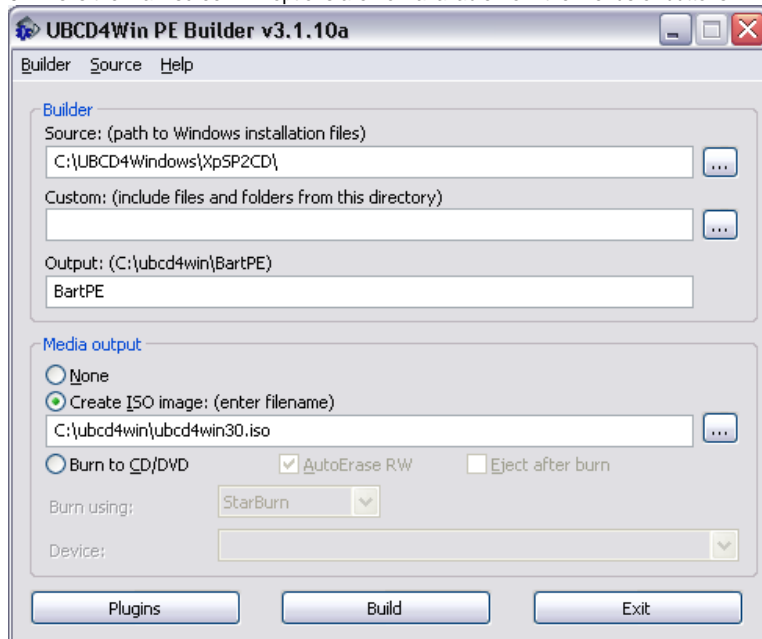 UBCD4Win PE Builder v3.1.10a
Builder Source Help
Builder
Source: (path to Windows installation files)
C:\UBCD4Windows\XpSP2CD\
...
Custom: (include files and folders from this directory)
...
Output: (C:\ubcd4win\BartPE)
BartPE
Media output
None
Create ISO image: (enter filename)
C:\ubcd4win\ubcd4win30.iso
...
Burn to CD/DVD AutoErase RW Eject after burn
Burn using: StarBurn
Device:
Plugins Build Exit